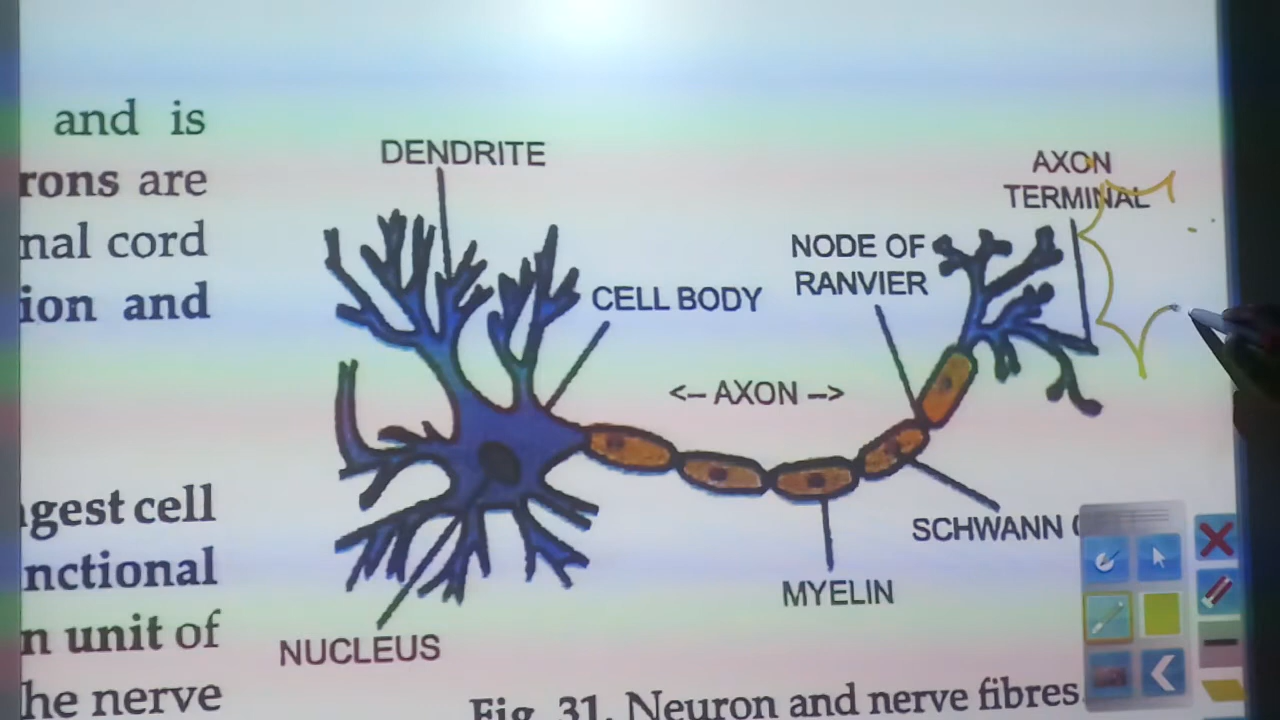 and is
rons are
nal cord
ion and
gest cell
nctional
n unit of
he nerve
DENDRITE
AXON
TERMINAL
NODE OF
RANVIER
CELL BODY
<-- AXON -->
SCHWANN
MYELIN
NUCLEUS
Fig. 31. Neuron and nerve fibres.